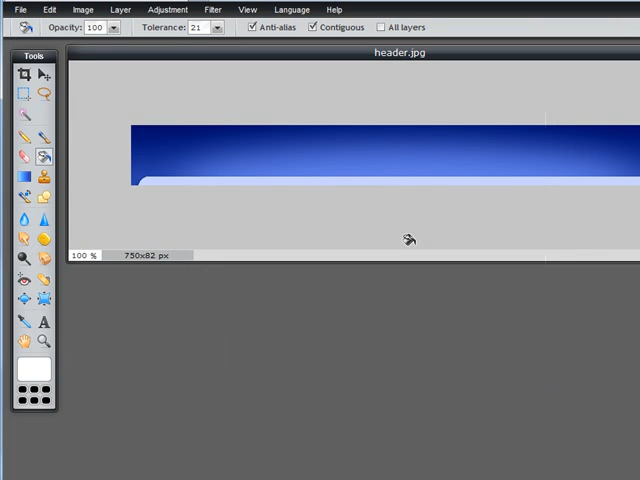 File Edit Image Layer Adjustment Filter View Language Help
Opacity: 100 Tolerance: 21 Anti-alias Contiguous All layers
header.jpg
Tools
A
100 % 750x82 px